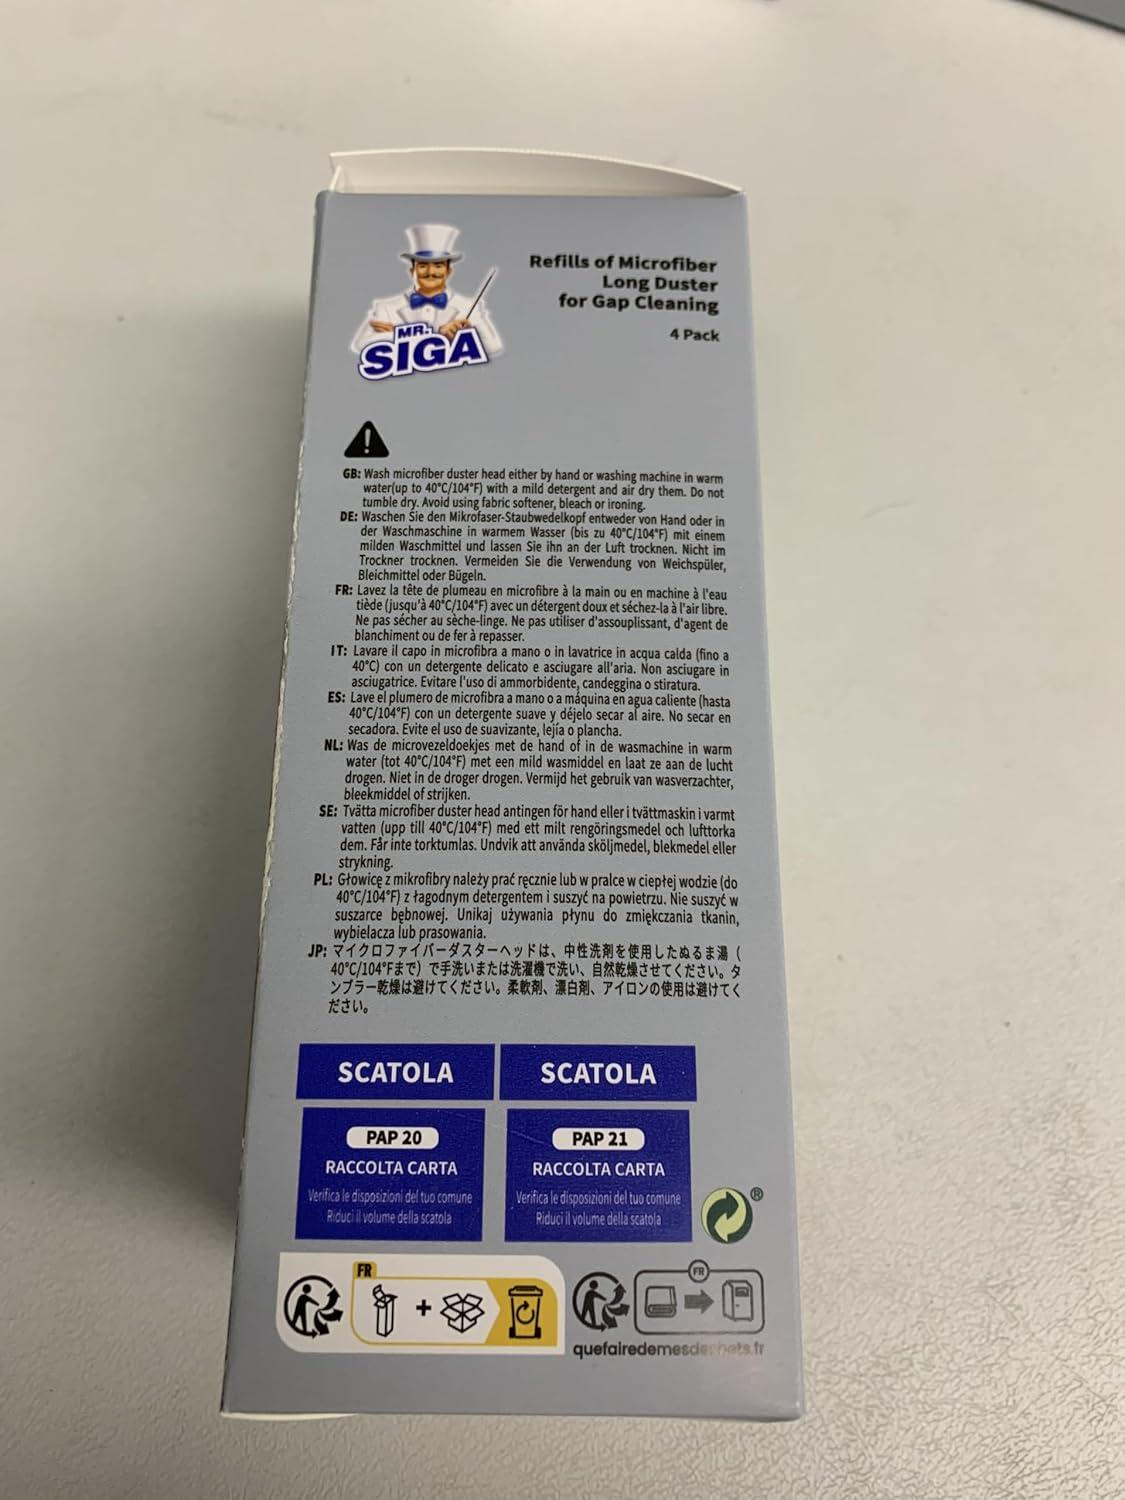 MR.
SIGA
Refills of Microfiber
Long Duster
for Gap Cleaning
4 Pack
GB: Wash microfiber duster head either by hand or washing machine in warm
water(up to 40°C/104°F) with a mild detergent and air dry them. Do not
tumble dry. Avoid using fabric softener, bleach or ironing.
DE: Waschen Sie den Mikrofaser-Staubwedelkopf entweder von Hand oder in
der Waschmaschine in warmem Wasser (bis zu 40°C/104°F) mit einem
milden Waschmittel und lassen Sie ihn an der Luft trocknen. Nicht im
Trockner trocknen. Vermeiden Sie die Verwendung von Weichspüler,
Bleichmittel oder Bügeln.
FR: Lavez la tête de plumeau en microfibre à la main ou en machine à l'eau
tiède (jusqu'à 40°C/104°F) avec un détergent doux et séchez-la à l'air libre.
Ne pas sécher au sèche-linge. Ne pas utiliser d'assouplissant, d'agent de
blanchiment ou de fer à repasser.
IT: Lavare il capo in microfibra a mano o in lavatrice in acqua calda (fino a
40°C) con un detergente delicato e asciugare all'aria. Non asciugare in
asciugatrice. Evitare l'uso di ammorbidente, candeggina o stiratura.
ES: Lave el plumero de microfibra a mano o a máquina en agua caliente (hasta
40°C/104°F) con un detergente suave y déjelo secar al aire. No secar en
secadora. Evite el uso de suavizante, lejía o plancha.
NL: Was de microvezeldoekjes met de hand of in de wasmachine in warm
water (tot 40°C/104°F) met een mild wasmiddel en laat ze aan de lucht
drogen. Niet in de droger drogen. Vermijd het gebruik van wasverzachter,
bleekmiddel of strijken.
SE: Tvätta microfiber duster head antingen för hand eller i tvättmaskin i varmt
vatten (upp till 40°C/104°F) med ett milt rengöringsmedel och lufttorka
dem. Får inte torktumlas. Undvik att använda sköljmedel, blekmedel eller
strykning.
PL: Głowicę z mikrofibry należy prać ręcznie lub w pralce w ciepłej wodzie (do
40°C/104°F) z łagodnym detergentem i suszyć na powietrzu. Nie suszyć w
suszarce bębnowej. Unikaj używania płynu do zmiękczania tkanin,
wybielacza lub prasowania.
JP: マイクロファイバーダスターヘッドは、中性洗剤を使用したぬるま湯 (
40°C/104°Fまで) で手洗いまたは洗濯機で洗い、自然乾燥させてください。タ
ンブラー乾燥は避けてください。柔軟剤、漂白剤、アイロンの使用は避けてく
ださい。
SCATOLA
SCATOLA
PAP 20
RACCOLTA CARTA
Verifica le disposizioni del tuo comune
Riduci il volume della scatola
PAP 21
RACCOLTA CARTA
Verifica le disposizioni del tuo comune
Riduci il volume della scatola
®
FR
+
FR
quefairedemesdechets.fr